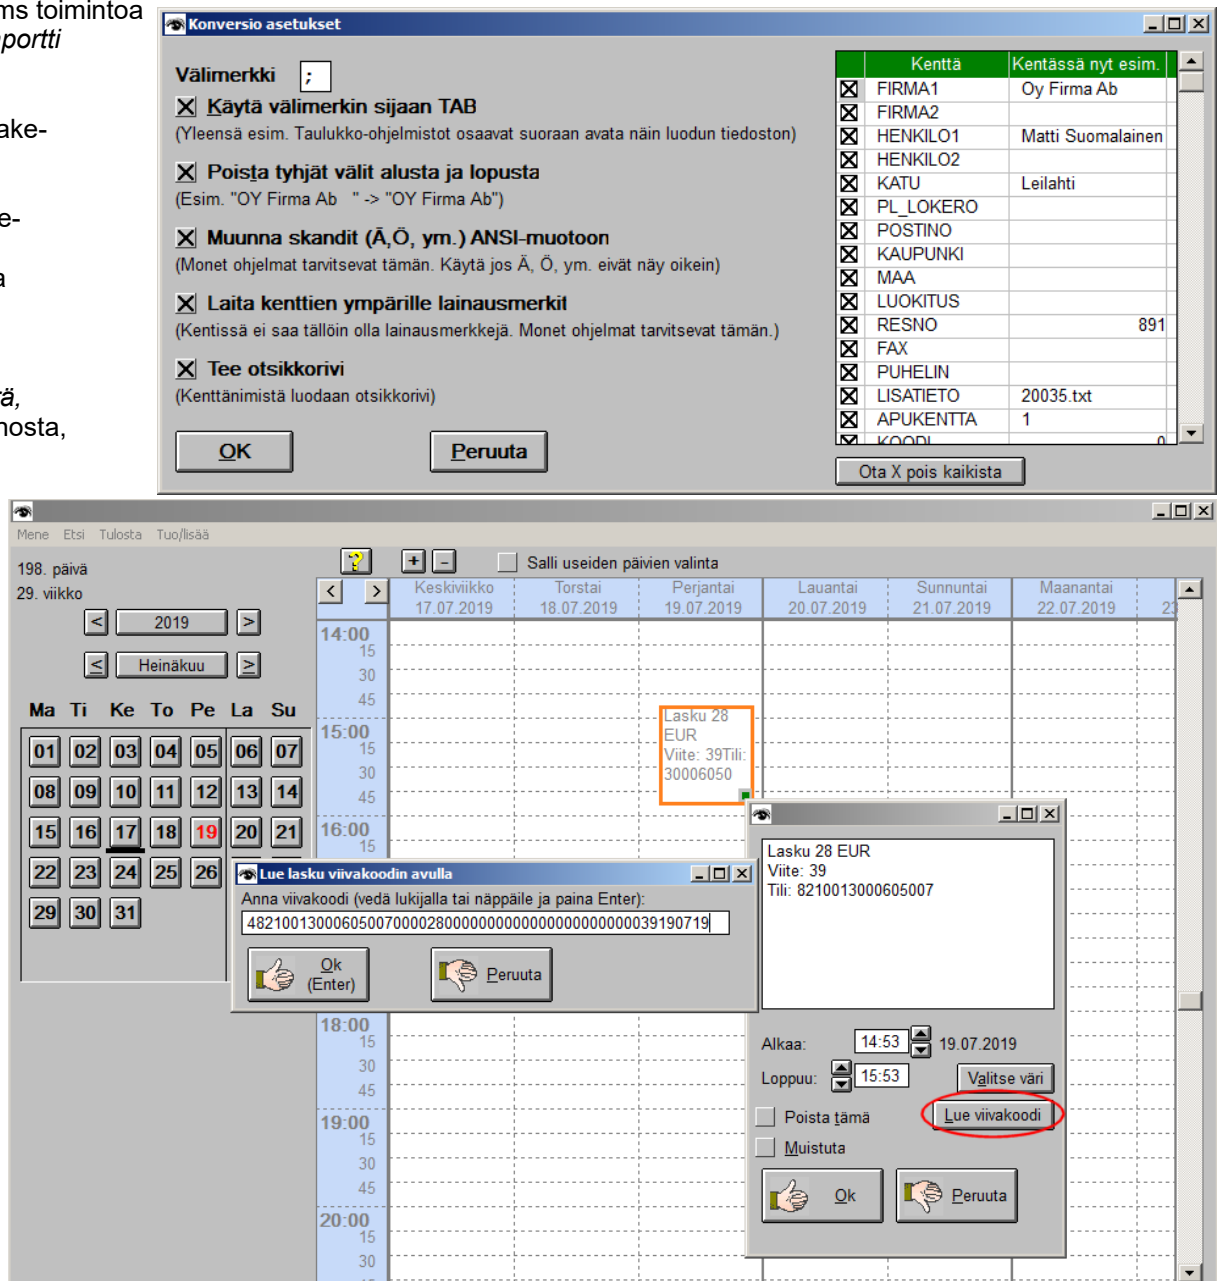 ms toimintoa
portti
ake-
e-
a
rä,
nosta,
Konversio asetukset
Välimerkki ;
Käytä välimerkin sijaan TAB
(Yleensä esim. Taulukko-ohjelmistot osaavat suoraan avata näin luodun tiedoston)
Poista tyhjät välit alusta ja lopusta
(Esim. "OY Firma Ab   " -> "OY Firma Ab")
Muunna skandit (Ä,Ö, ym.) ANSI-muotoon
(Monet ohjelmat tarvitsevat tämän. Käytä jos Ä, Ö, ym. eivät näy oikein)
Laita kenttien ympärille lainausmerkit
(Kentissä ei saa tällöin olla lainausmerkkejä. Monet ohjelmat tarvitsevat tämän.)
Tee otsikkorivi
(Kenttänimistä luodaan otsikkorivi)
OK Peruuta
Kenttä Kentässä nyt esim.
FIRMA1 Oy Firma Ab
FIRMA2
HENKILO1 Matti Suomalainen
HENKILO2
KATU Leilahti
PL_LOKERO
POSTINO
KAUPUNKI
MAA
LUOKITUS
RESNO 891
FAX
PUHELIN
LISATIETO 20035.txt
APUKENTTA 1
KOODI 0
Ota X pois kaikista
Mene Etsi Tulosta Tuo/lisää
198. päivä
29. viikko
< 2019 >
< Heinäkuu >
Ma Ti Ke To Pe La Su
01 02 03 04 05 06 07
08 09 10 11 12 13 14
15 16 17 18 19 20 21
22 23 24 25 26
29 30 31
? + - Salli useiden päivien valinta
< > Keskiviikko Torstai Perjantai Lauantai Sunnuntai Maanantai
17.07.2019 18.07.2019 19.07.2019 20.07.2019 21.07.2019 22.07.2019 23
14:00
15
30
45
15:00
15
30
45
16:00
15
18:00
15
30
45
19:00
15
30
45
20:00
15
30
Lasku 28
EUR
Viite: 39Tili:
30006050
Lue lasku viivakoodin avulla
Anna viivakoodi (vedä lukijalla tai näppäile ja paina Enter):
482100130006050070000280000000000000000000000039190719
Ok
(Enter)
Peruuta
Lasku 28 EUR
Viite: 39
Tili: 8210013000605007
Alkaa: 14:53 19.07.2019
Loppuu: 15:53 Valitse väri
Poista tämä Lue viivakoodi
Muistuta
Ok Peruuta